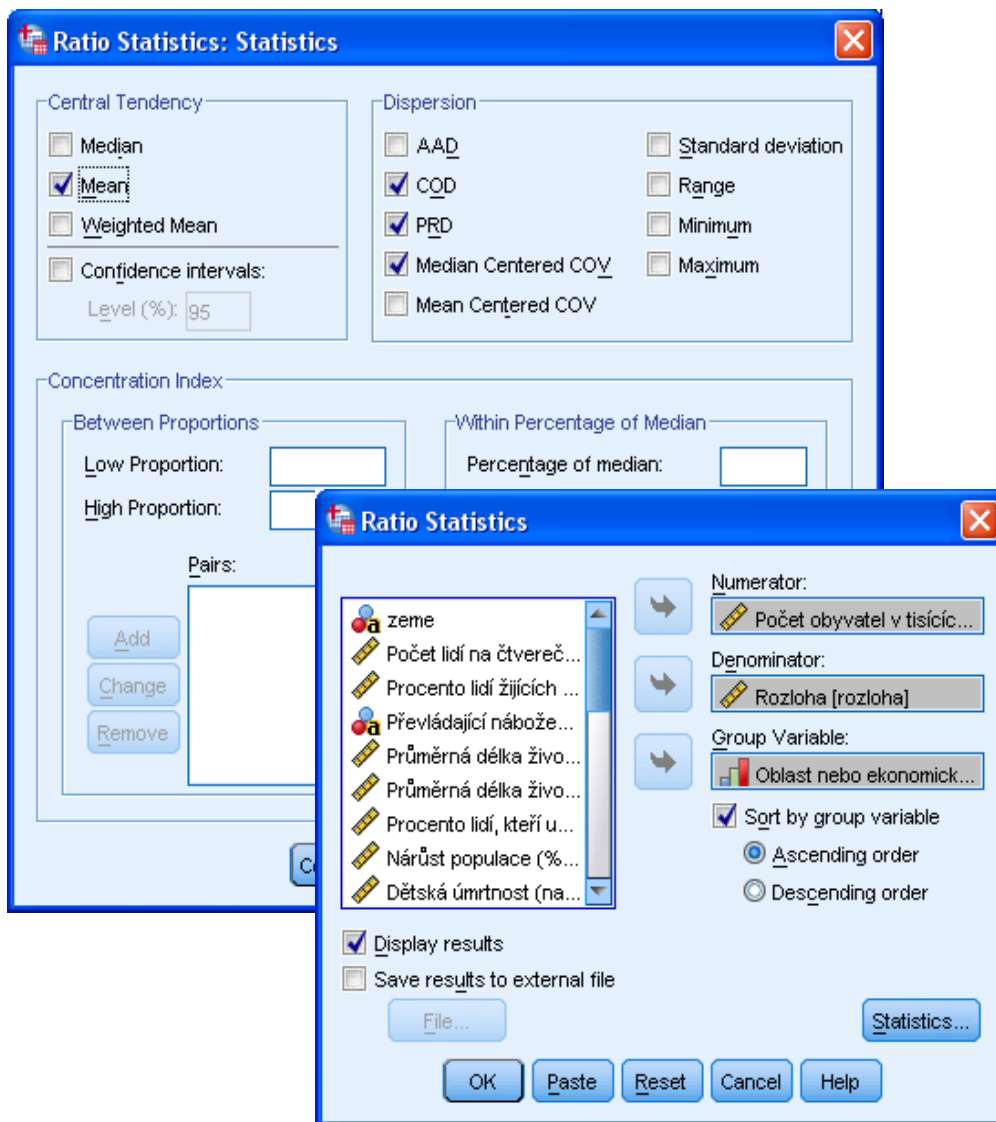 Ratio Statistics: Statistics
Central Tendency
Median
Mean
Weighted Mean
Confidence intervals:
Level (%): 95
Dispersion
AAD
COD
PRD
Median Centered COV
Mean Centered COV
Standard deviation
Range
Minimum
Maximum
Concentration Index
Between Proportions
Low Proportion:
High Proportion:
Pairs:
Add
Change
Remove
Within Percentage of Median
Percentage of median:
Ratio Statistics
zeme
Počet lidí na čtvereč...
Procento lidí žijících ...
Převládající nábože...
Průměrná délka živo...
Průměrná délka živo...
Procento lidí, kteří u...
Nárůst populace (%...
Dětská úmrtnost (na...
Numerator:
Počet obyvatel v tisícíc...
Denominator:
Rozloha [rozloha]
Group Variable:
Oblast nebo ekonomick...
Sort by group variable
Ascending order
Descending order
Display results
Save results to external file
File...
Statistics...
OK Paste Reset Cancel Help